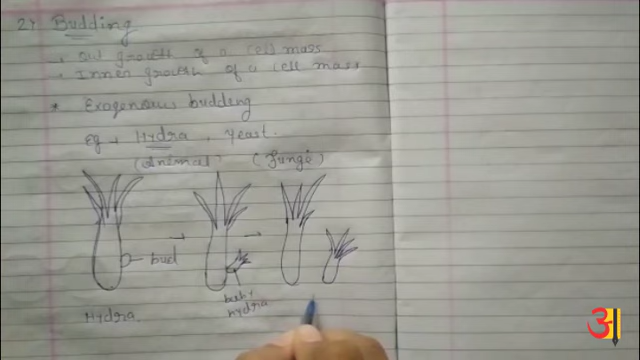 2) Budding
→ Out growth of a cell mass
→ Inner growth of a cell mass
* Exogenous budding
Eg → Hydra , Yeast.
(Animal) (Fungi)
bud
Hydra
hydra